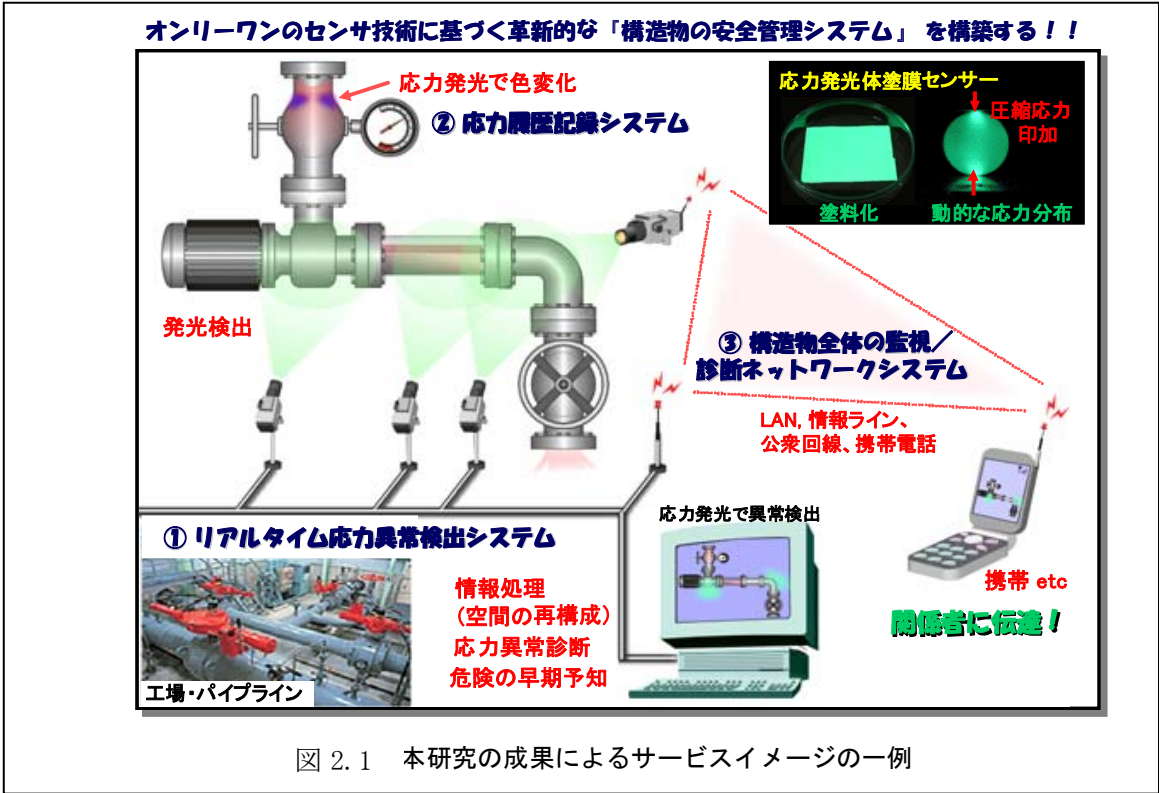 オンリーワンのセンサ技術に基づく革新的な『構造物の安全管理システム』 を構築する！！
応力発光で色変化
② 応力履歴記録システム
応力発光体塗膜センサー
圧縮応力
印加
塗料化
動的な応力分布
発光検出
③ 構造物全体の監視／
診断ネットワークシステム
LAN, 情報ライン、
公衆回線、携帯電話
① リアルタイム応力異常検出システム
情報処理
（空間の再構成）
応力異常診断
危険の早期予知
工場・パイプライン
応力発光で異常検出
携帯 etc
関係者に伝達！
図 2.1 本研究の成果によるサービスイメージの一例